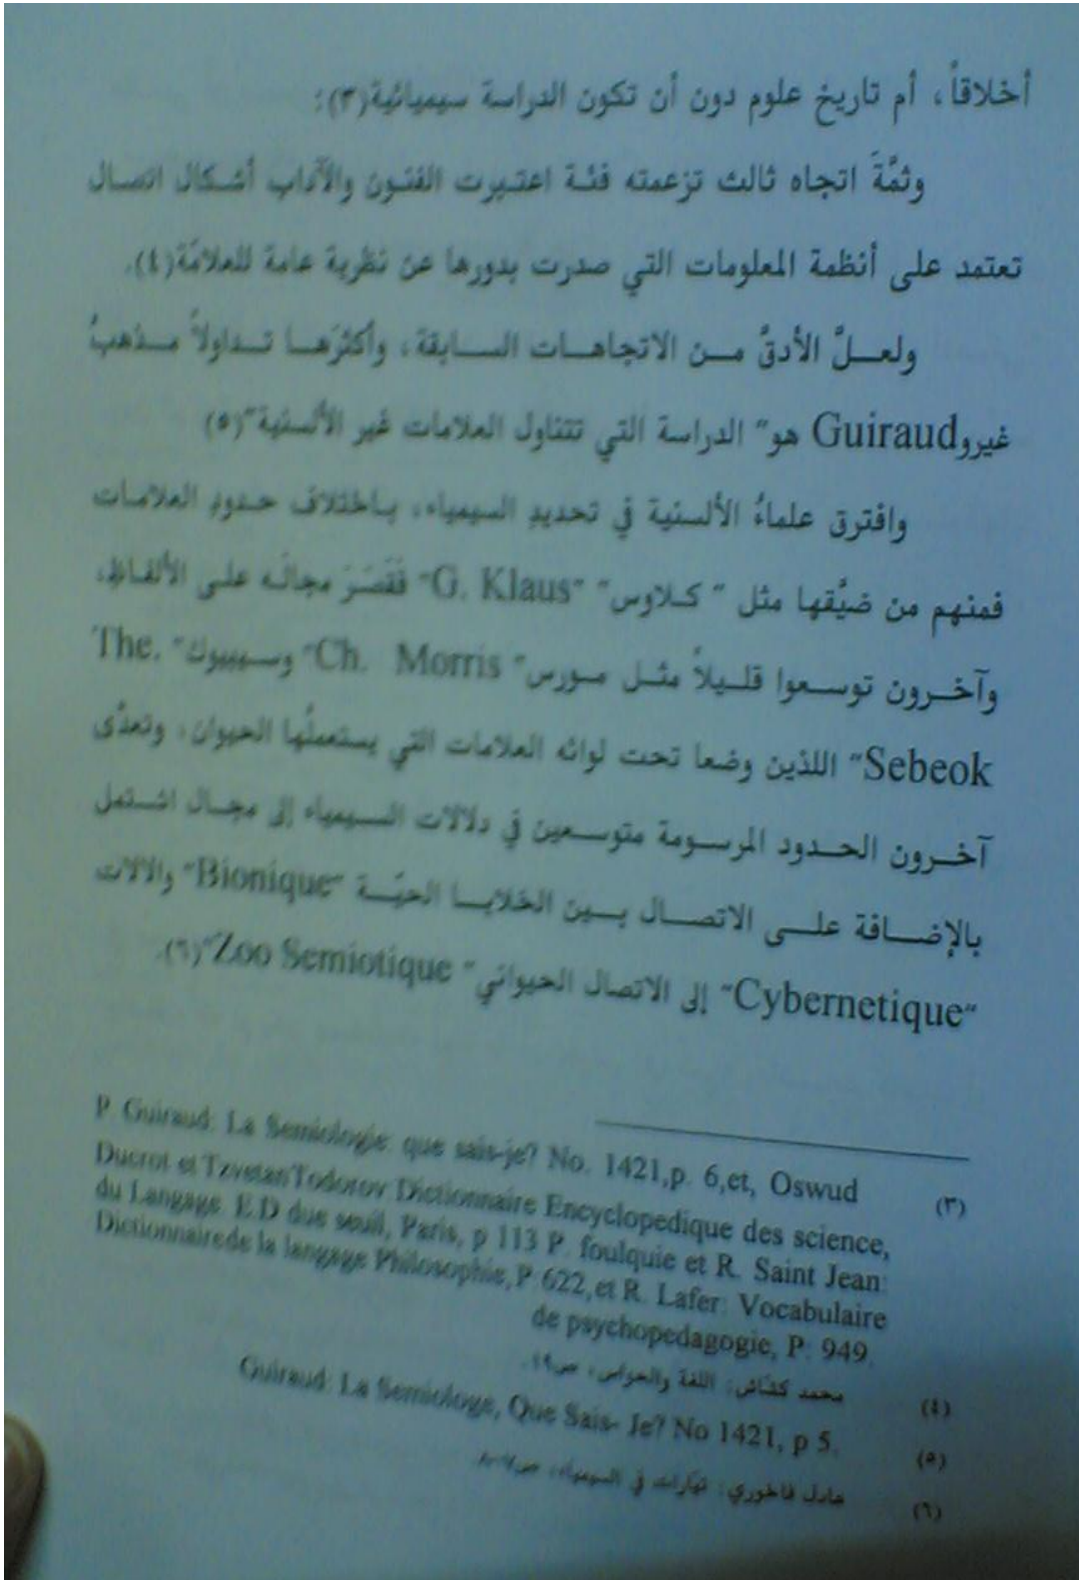 أخلاقاً، أم تاريخ علوم دون أن تكون الدراسة سيميائية(٣):
وثمَّةَ اتجاه ثالث تزعمته فئة اعتبرت الفنون والآداب أشكال اتصال
تعتمد على أنظمة المعلومات التي صدرت بدورها عن نظرية عامة للعلامّة(٤).
ولعلَّ الأدقَّ من الاتجاهات السابقة، وأكثرَها تداولاً مذهبُ
غيروGuiraud هو" الدراسة التي تتناول العلامات غير الألسنية"(٥)
وافترق علماءُ الألسنية في تحديدِ السيمياء، باختلاف حدودِ العلامات
فمنهم من ضيَّقها مثل " كلاوس" "G. Klaus" فَقَصَرَ مجالَه على الألفاظ،
وآخرون توسعوا قليلاً مثل مورس" Ch. Morris" وسيبيوك" The.
Sebeok" اللذين وضعا تحت لوائه العلامات التي يستعملُها الحيوان، وتعدَّى
آخرون الحدود المرسومة متوسعين في دلالات السيمياء إلى مجال اشتمل
بالإضافة على الاتصال بين الخلايا الحيّة "Bionique" والآلات
"Cybernetique" إلى الاتصال الحيواني" Zoo Semiotique"(٦).
(٣) P. Guiraud: La Semiologie: que sais-je? No. 1421,p. 6,et, Oswud
Ducrot et TzvetanTodorov Dictionnaire Encyclopedique des science,
du Langage. E.D due seuil, Paris, p 113 P. foulquie et R. Saint Jean:
Dictionnairede la langage Philosophie, P. 622, et R. Lafer: Vocabulaire
de psychopedagogie, P. 949.
(٤) محمد كشاش: اللغة والحواس، ص١٩.
(٥) Guiraud: La Semiologe, Que Sais- Je? No 1421, p 5.
(٦) عادل فاخوري: تيارات في السيمياء،